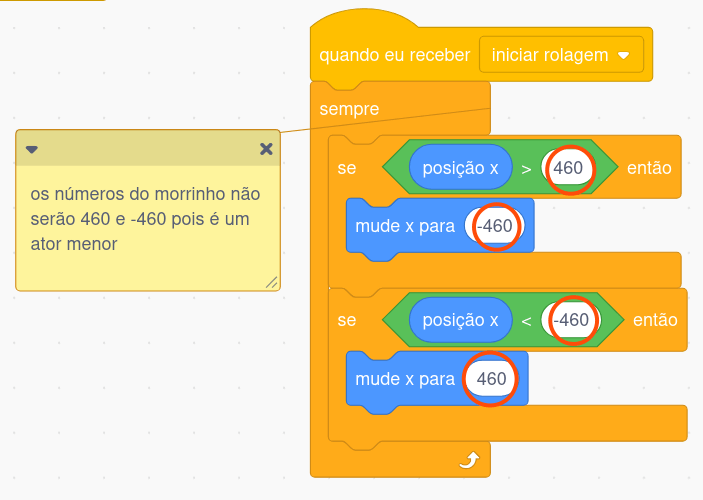 quando eu receber iniciar rolagem
sempre
se posição x > 460 então
mude x para -460
se posição x < -460 então
mude x para 460
os números do morrinho não
serão 460 e -460 pois é um
ator menor